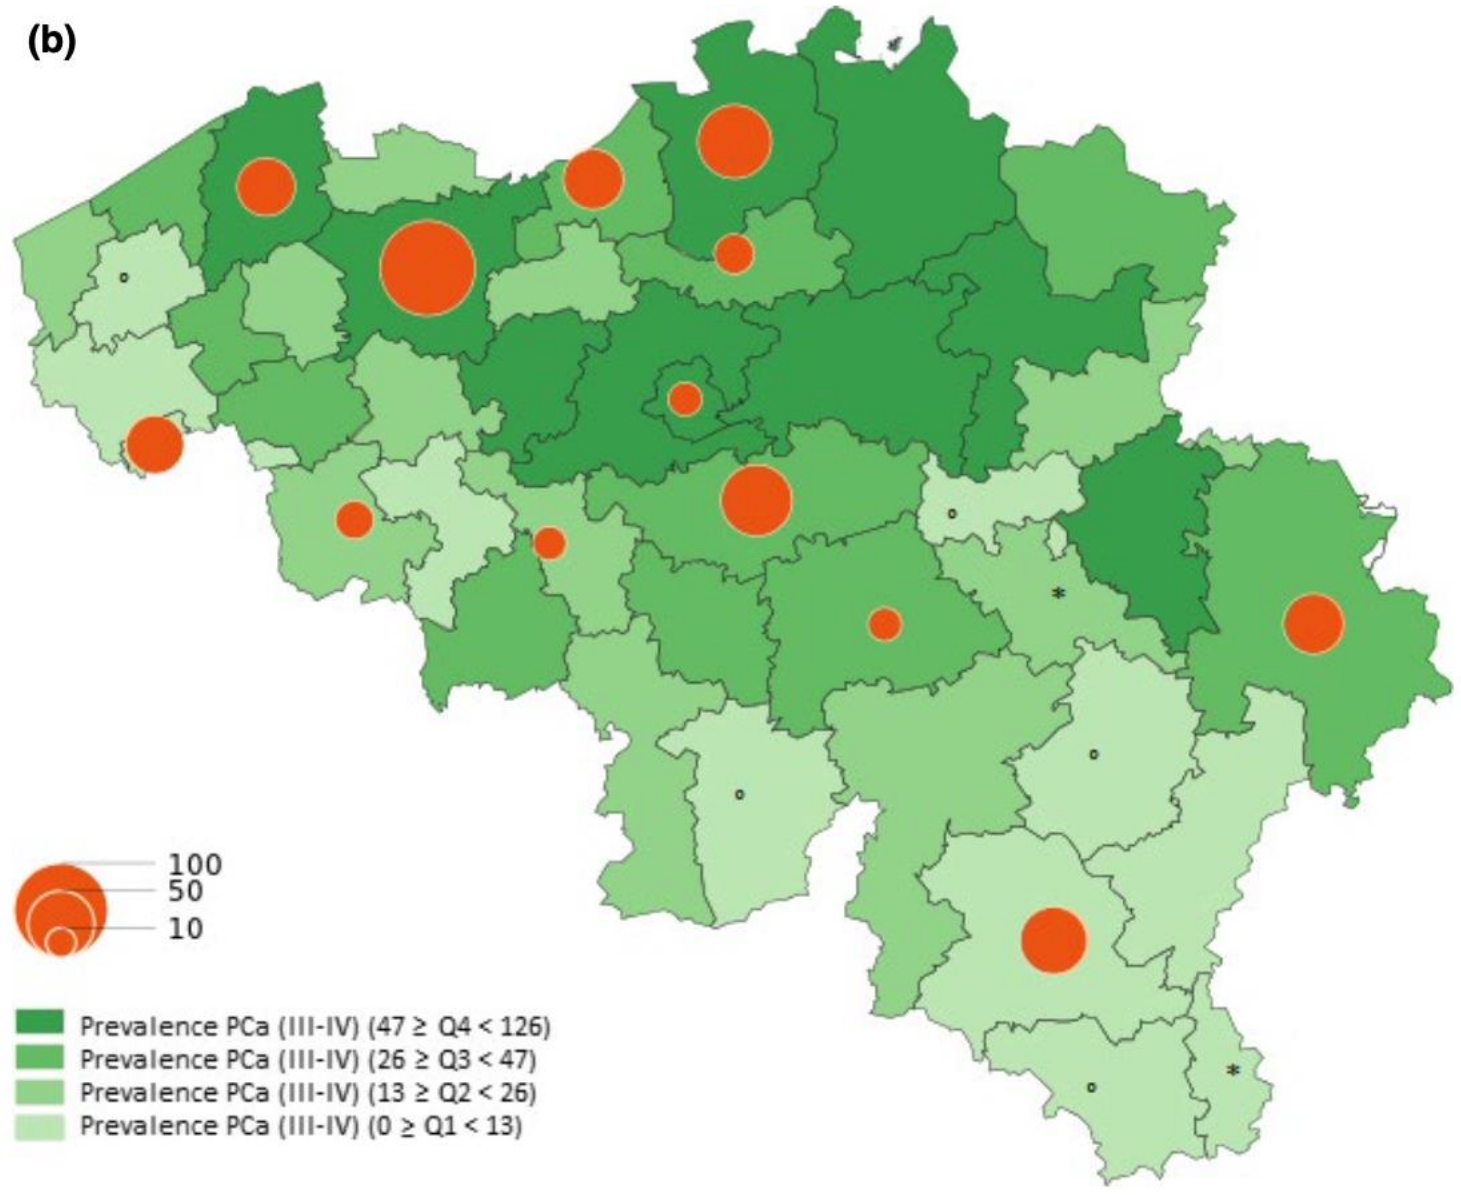 (b)
100
50
10
Prevalence PCa (III-IV) (47 ≥ Q4 < 126)
Prevalence PCa (III-IV) (26 ≥ Q3 < 47)
Prevalence PCa (III-IV) (13 ≥ Q2 < 26)
Prevalence PCa (III-IV) (0 ≥ Q1 < 13)